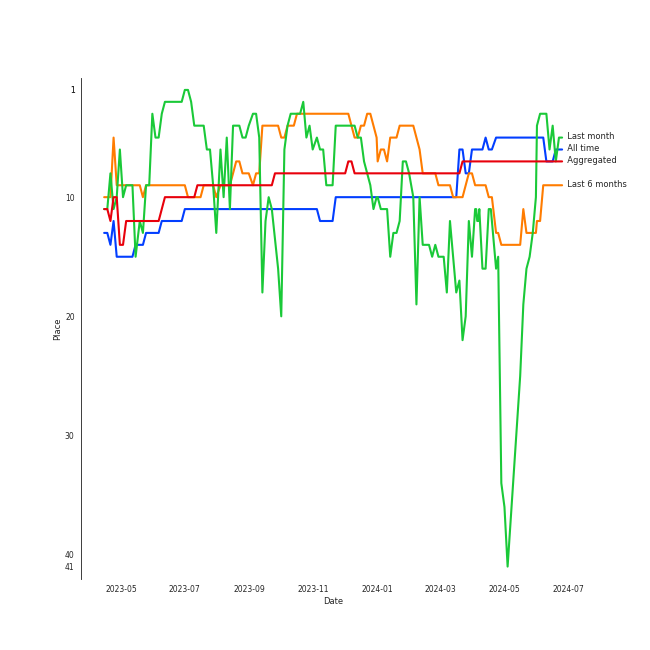 1
10
20
30
40
41
Place
2023-05
2023-07
2023-09
2023-11
2024-01
2024-03
2024-05
2024-07
Date
Last month
All time
Aggregated
Last 6 months